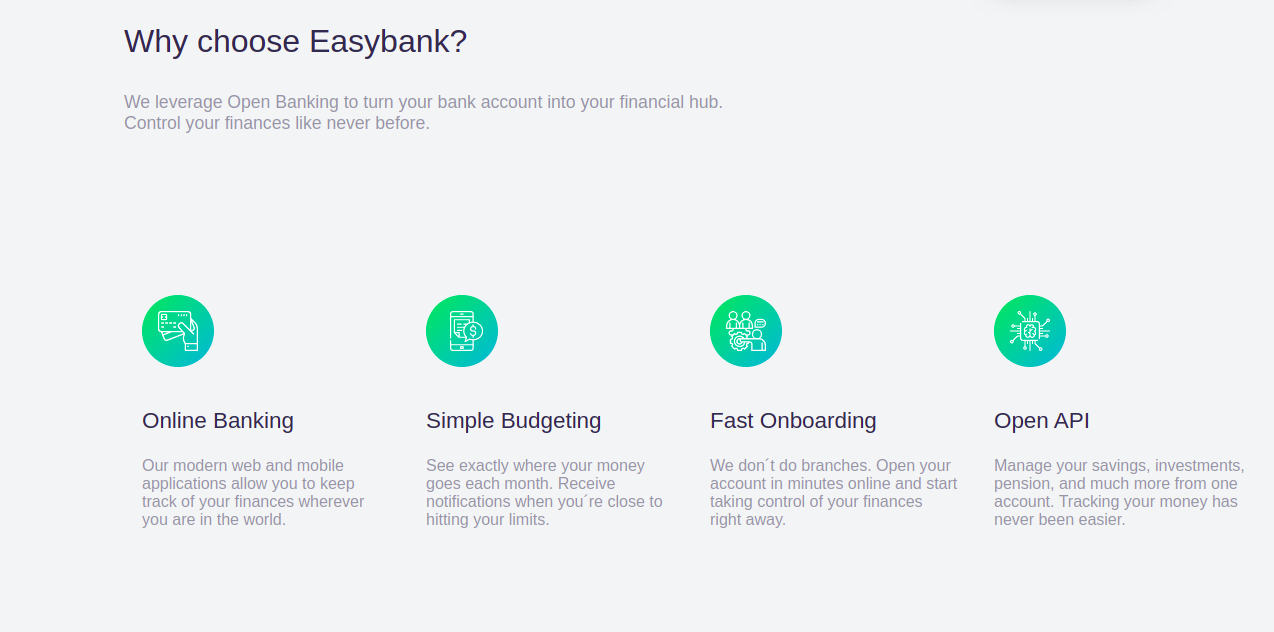 Why choose Easybank?
We leverage Open Banking to turn your bank account into your financial hub.
Control your finances like never before.
Online Banking
Our modern web and mobile
applications allow you to keep
track of your finances wherever
you are in the world.
Simple Budgeting
See exactly where your money
goes each month. Receive
notifications when you´re close to
hitting your limits.
Fast Onboarding
We don´t do branches. Open your
account in minutes online and start
taking control of your finances
right away.
Open API
Manage your savings, investments,
pension, and much more from one
account. Tracking your money has
never been easier.